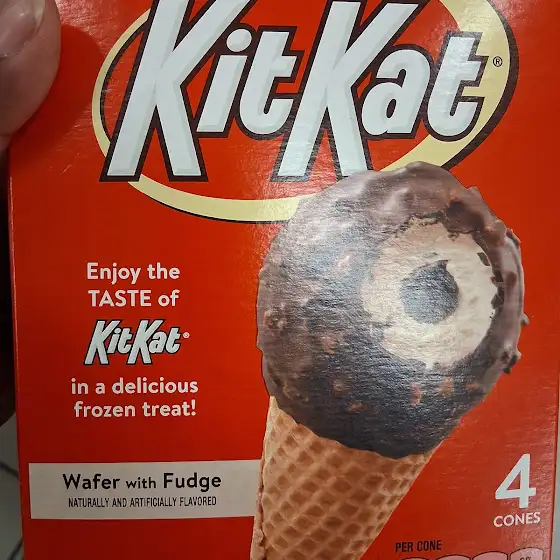 KitKat®
Enjoy the
TASTE of
KitKat®
in a delicious
frozen treat!
Wafer with Fudge
NATURALLY AND ARTIFICIALLY FLAVORED
4
CONES
PER CONE